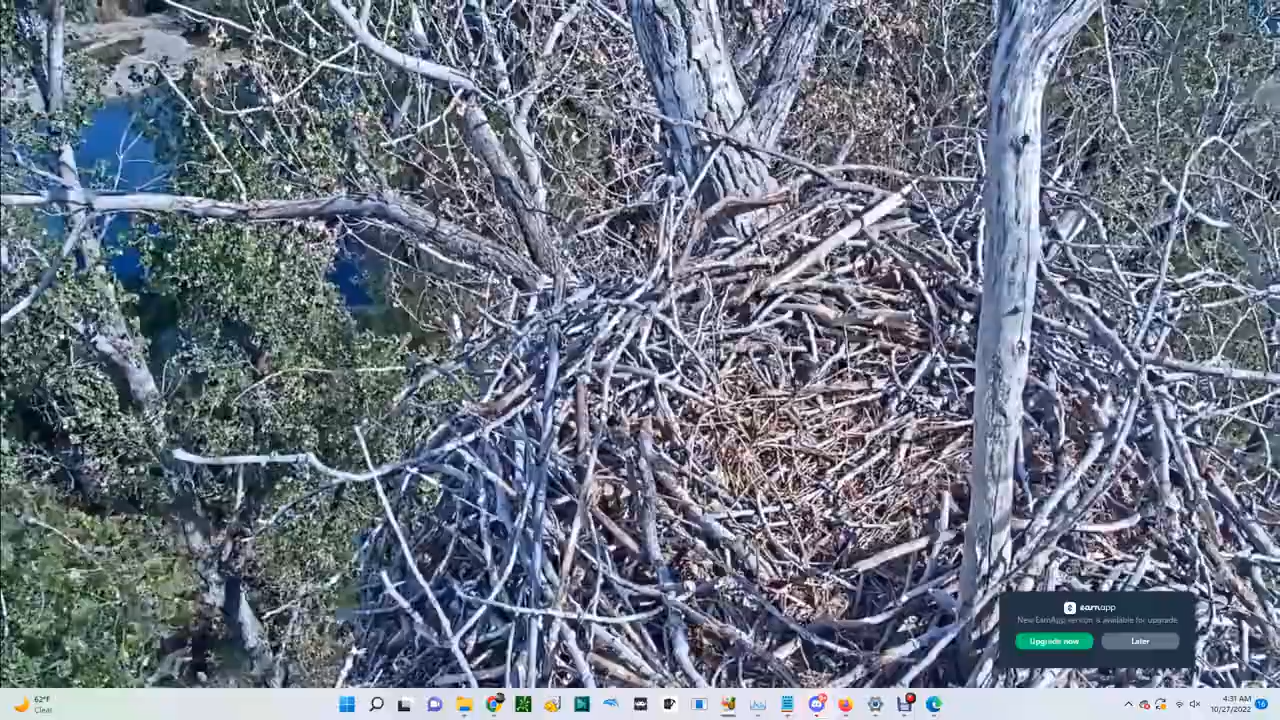 earnapp
New EarnApp version is available for upgrade
Upgrade now
Later
62°F
Clear
4:31 AM
10/27/2022